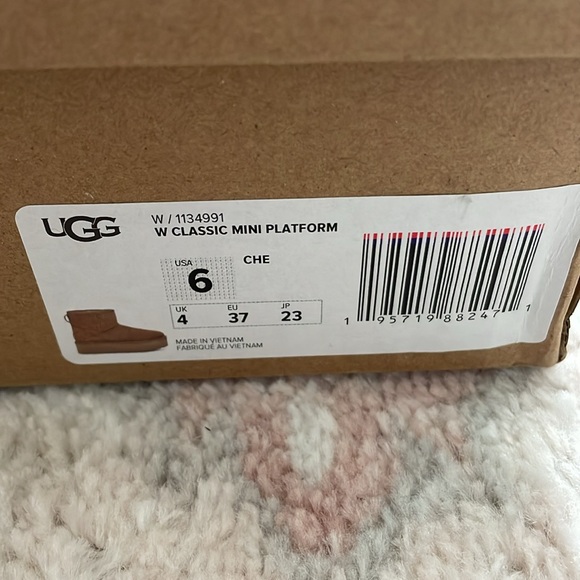 UGG
W / 1134991
W CLASSIC MINI PLATFORM
USA
6
CHE
UK EU JP
4 37 23
MADE IN VIETNAM
FABRIQUÉ AU VIETNAM
1 95719 88247 1